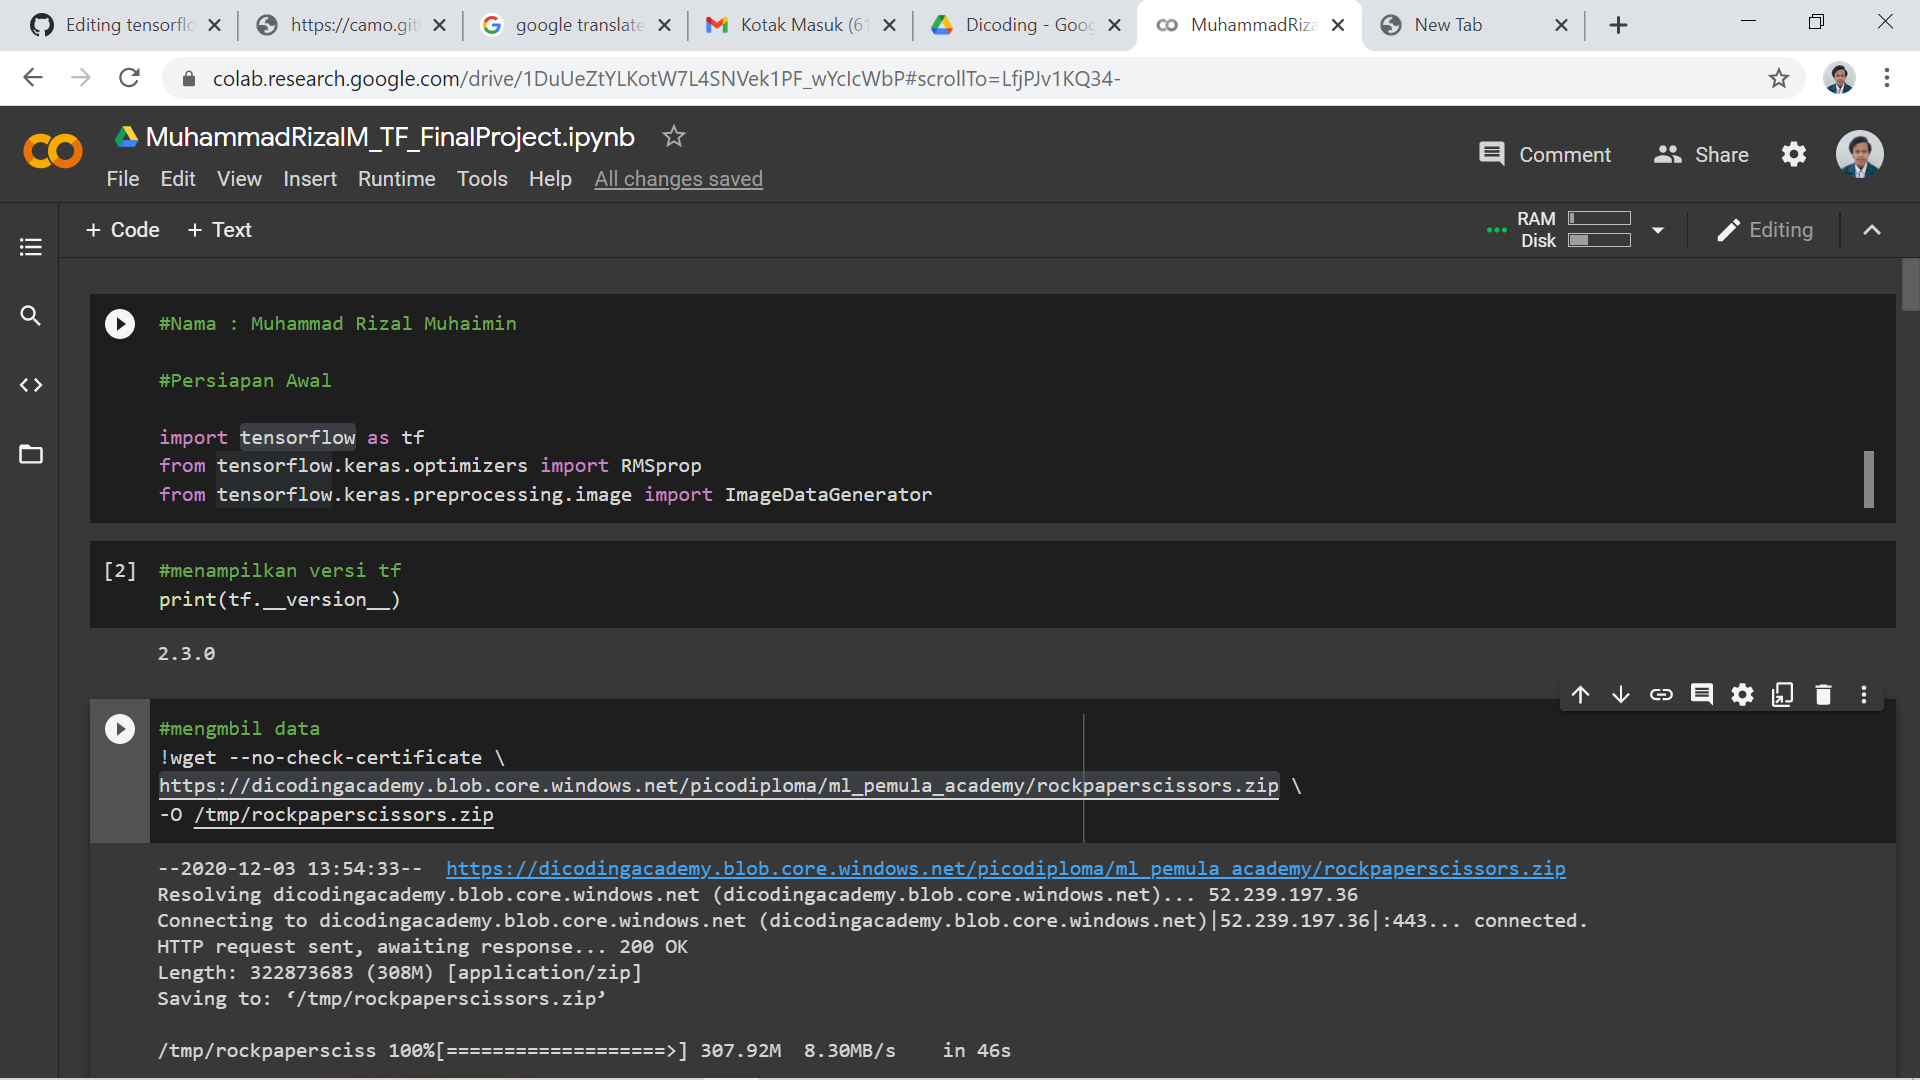 Editing tensorflo
https://camo.git
google translate
Kotak Masuk (61
Dicoding - Goog
MuhammadRiza
New Tab
colab.research.google.com/drive/1DuUeZtYLKotW7L4SNVek1PF_wYcIcWbP#scrollTo=LfjPJv1KQ34-
MuhammadRizalM_TF_FinalProject.ipynb
Comment
Share
File Edit View Insert Runtime Tools Help All changes saved
+ Code + Text
RAM
Disk
Editing
#Nama : Muhammad Rizal Muhaimin
#Persiapan Awal
import tensorflow as tf
from tensorflow.keras.optimizers import RMSprop
from tensorflow.keras.preprocessing.image import ImageDataGenerator
[2] #menampilkan versi tf
print(tf.__version__)
2.3.0
#mengmbil data
!wget --no-check-certificate \
https://dicodingacademy.blob.core.windows.net/picodiploma/ml_pemula_academy/rockpaperscissors.zip \
-O /tmp/rockpaperscissors.zip
--2020-12-03 13:54:33-- https://dicodingacademy.blob.core.windows.net/picodiploma/ml_pemula_academy/rockpaperscissors.zip
Resolving dicodingacademy.blob.core.windows.net (dicodingacademy.blob.core.windows.net)... 52.239.197.36
Connecting to dicodingacademy.blob.core.windows.net (dicodingacademy.blob.core.windows.net)|52.239.197.36|:443... connected.
HTTP request sent, awaiting response... 200 OK
Length: 322873683 (308M) [application/zip]
Saving to: ‘/tmp/rockpaperscissors.zip’
/tmp/rockpapersciss 100%[===================>] 307.92M 8.30MB/s in 46s